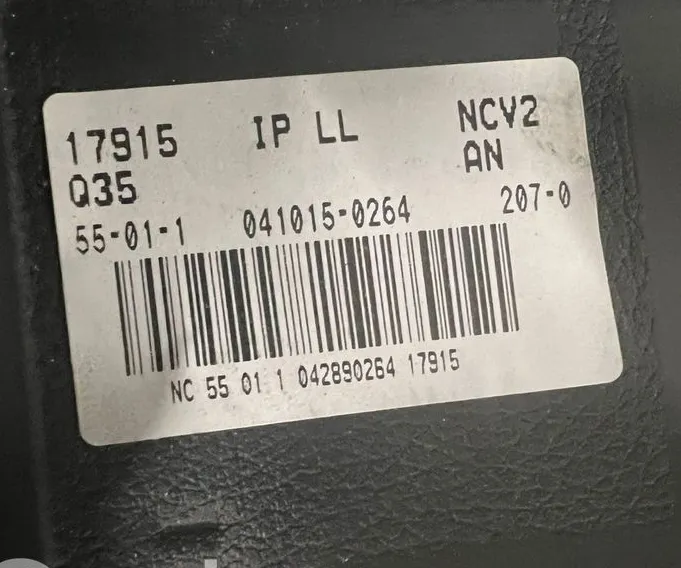 17915 IP LL NCV2
Q35 AN
55-01-1 041015-0264 207-0
NC 55 01 1 042890264 17915